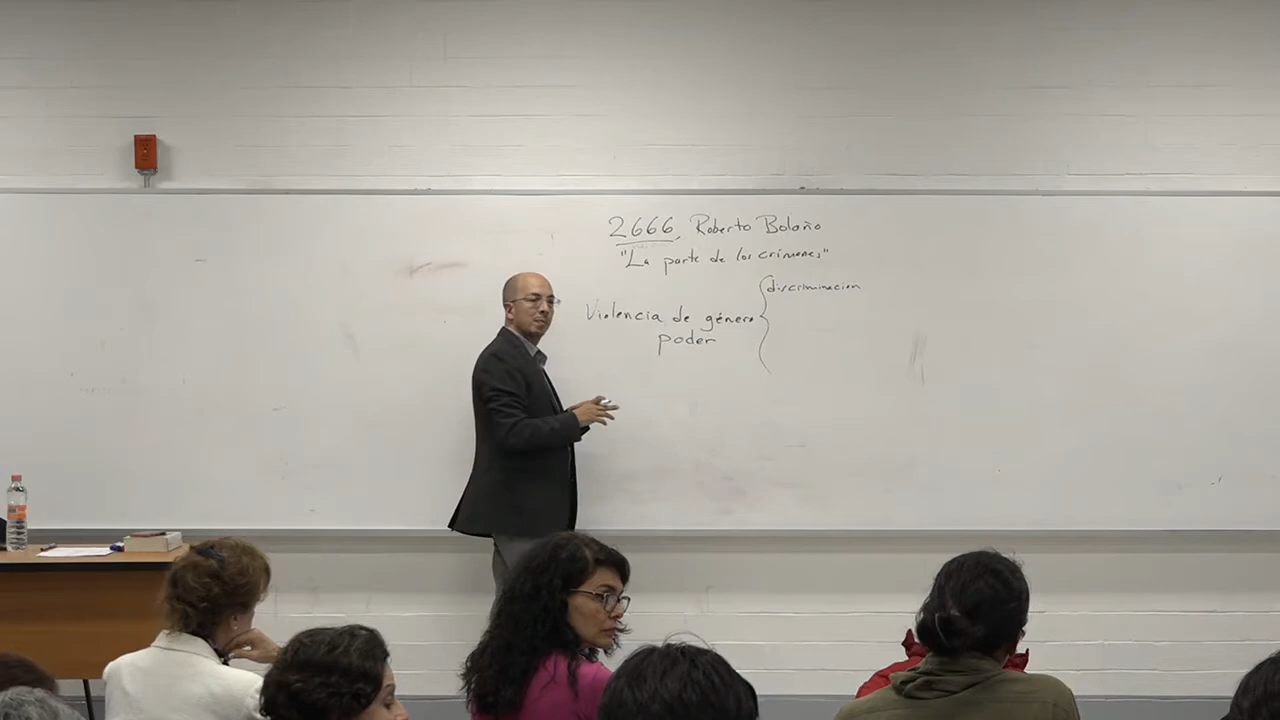 2666, Roberto Bolaño
"La parte de los crímenes"
discriminación
Violencia de género
poder